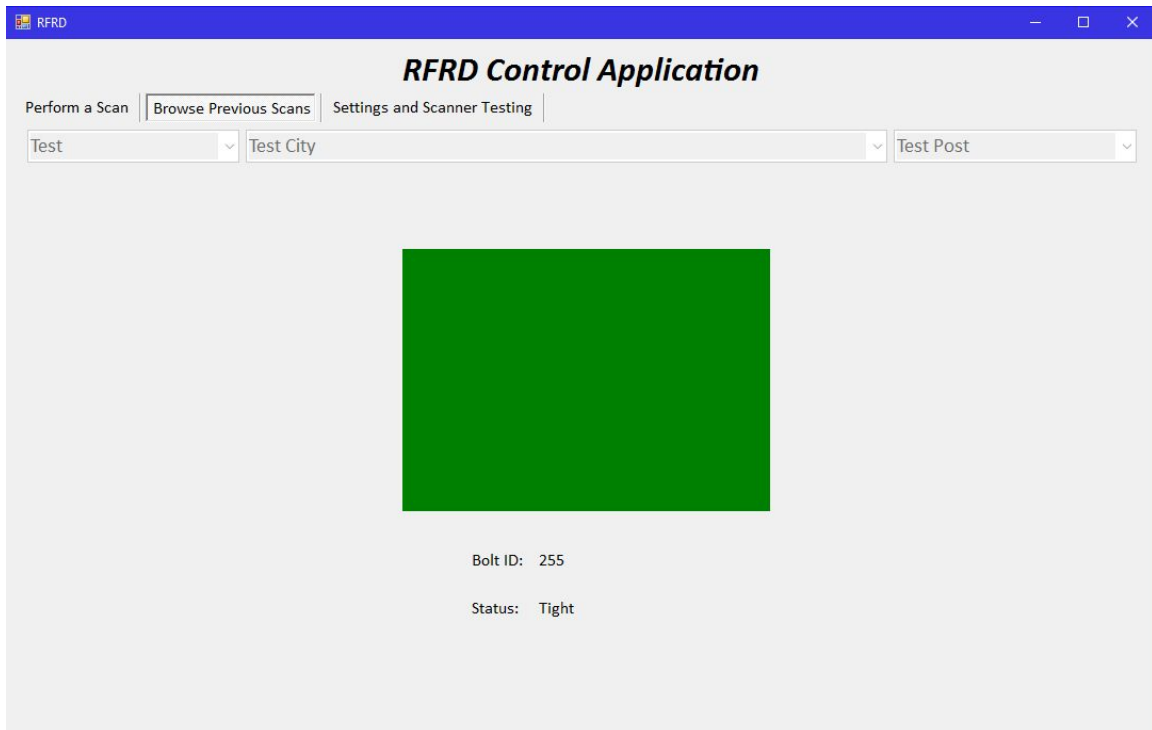 RFRD
RFRD Control Application
Perform a Scan Browse Previous Scans Settings and Scanner Testing
Test Test City Test Post
Bolt ID: 255
Status: Tight